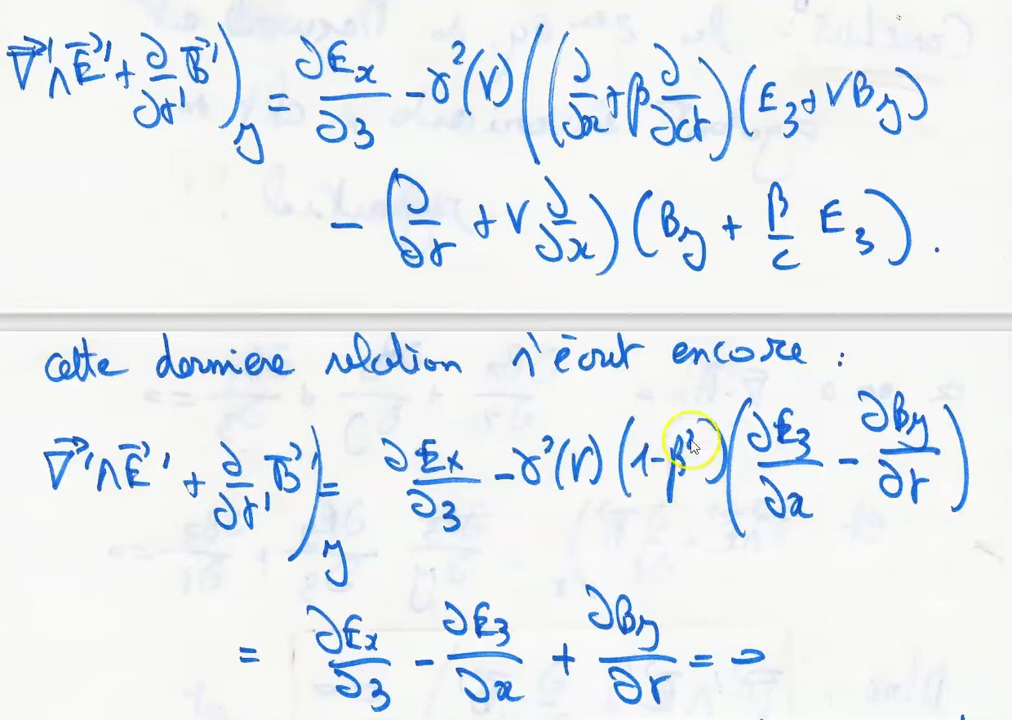 ∇⃗'∧E⃗' + ∂/∂t' B⃗')_y = ∂E_x/∂z − γ²(V) ((∂/∂x + β ∂/∂ct)(E_z + VB_y)
− (∂/∂t + V ∂/∂x)(B_y + β/c E_z)).
cette dernière relation s'écrit encore :
∇⃗'∧E⃗' + ∂/∂t' B⃗')_y = ∂E_x/∂z − γ²(V) (1−β²)(∂E_z/∂x − ∂B_y/∂t)
= ∂E_x/∂z − ∂E_z/∂x + ∂B_y/∂t = 0